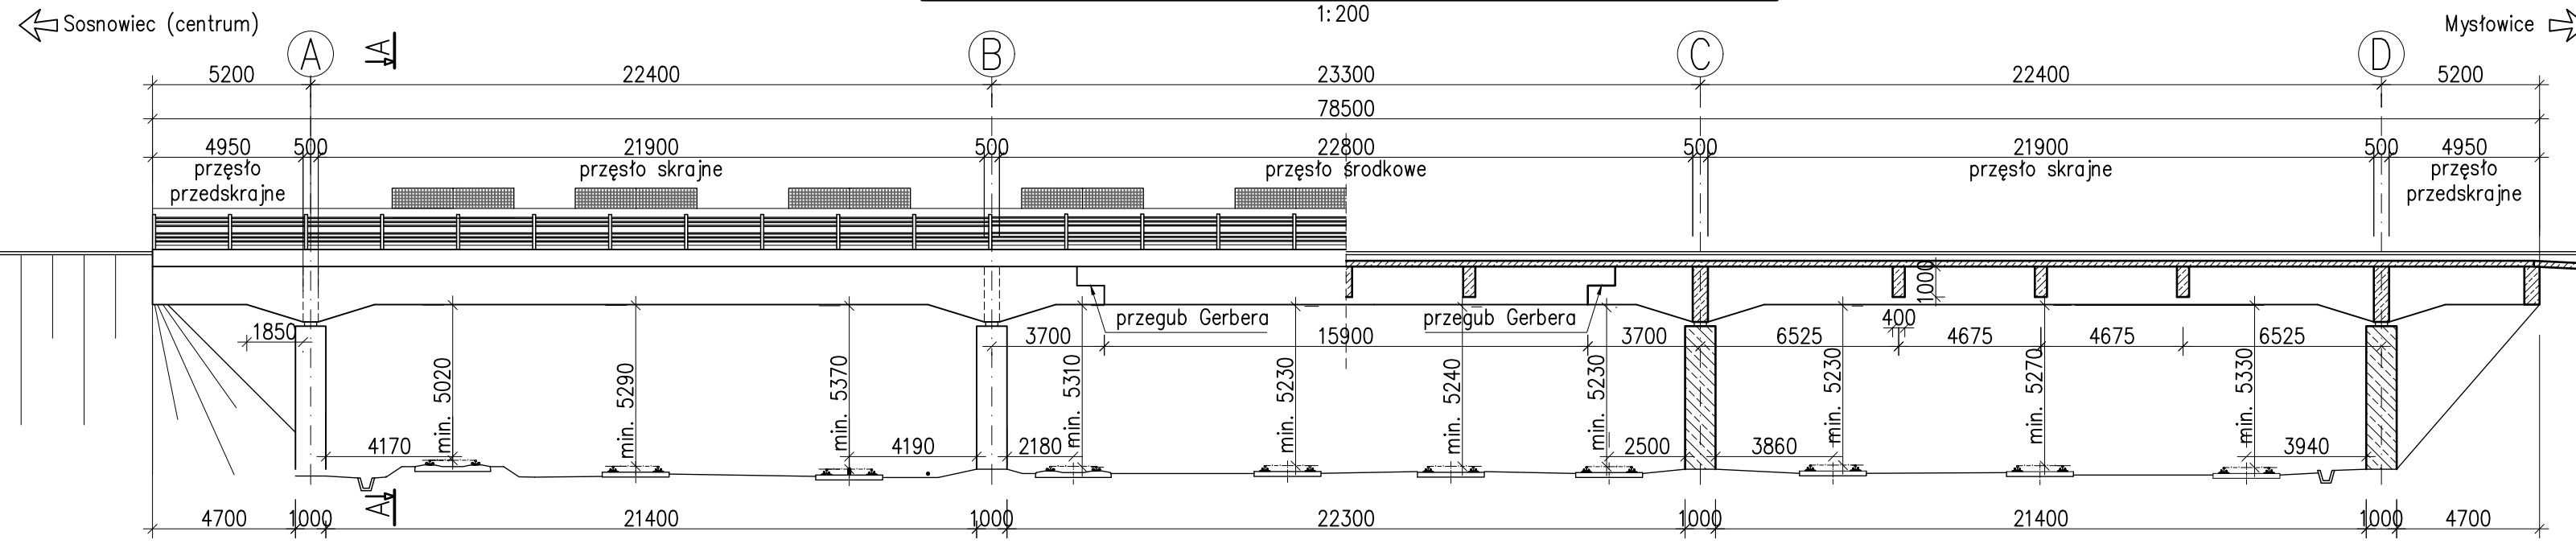 1:200
Sosnowiec (centrum)
Mysłowice
A
A
B
C
D
5200
22400
23300
22400
5200
78500
4950
500
21900
500
22800
500
21900
500
4950
przęsło
przedskrajne
przęsło skrajne
przęsło środkowe
przęsło skrajne
przęsło
przedskrajne
1000
przegub Gerbera
przegub Gerbera
400
1850
3700
15900
3700
6525
4675
4675
6525
min. 5020
min. 5290
min. 5370
min. 5310
min. 5230
min. 5240
min. 5230
min. 5230
min. 5270
min. 5330
4170
4190
2180
2500
3860
3940
A
4700
1000
21400
1000
22300
1000
21400
1000
4700